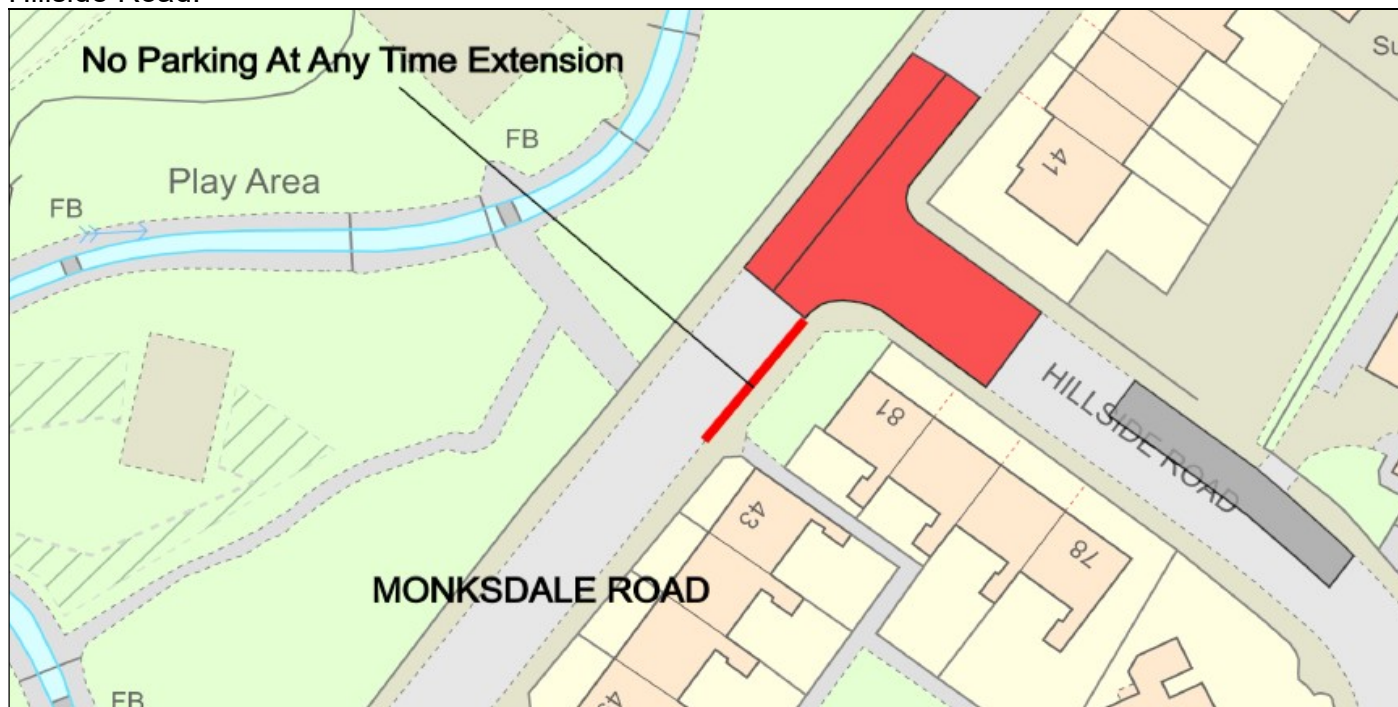 Hillside Road.
No Parking At Any Time Extension
FB
Play Area
FB
41
HILLSIDE ROAD
81
43
78
MONKSDALE ROAD
FB